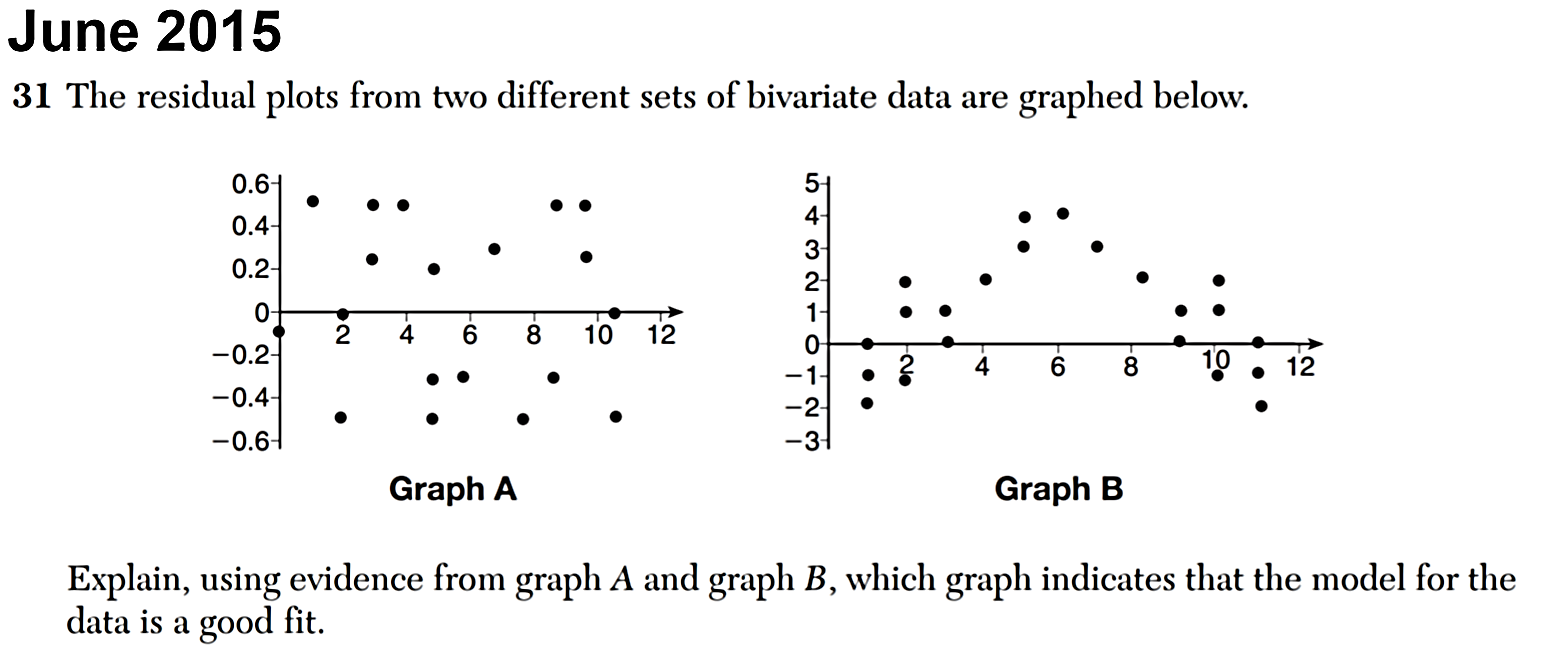 June 2015
31 The residual plots from two different sets of bivariate data are graphed below.
0.6
0.4
0.2
0
−0.2
−0.4
−0.6
2 4 6 8 10 12
Graph A
5
4
3
2
1
0
−1
−2
−3
2 4 6 8 10 12
Graph B
Explain, using evidence from graph A and graph B, which graph indicates that the model for the
data is a good fit.